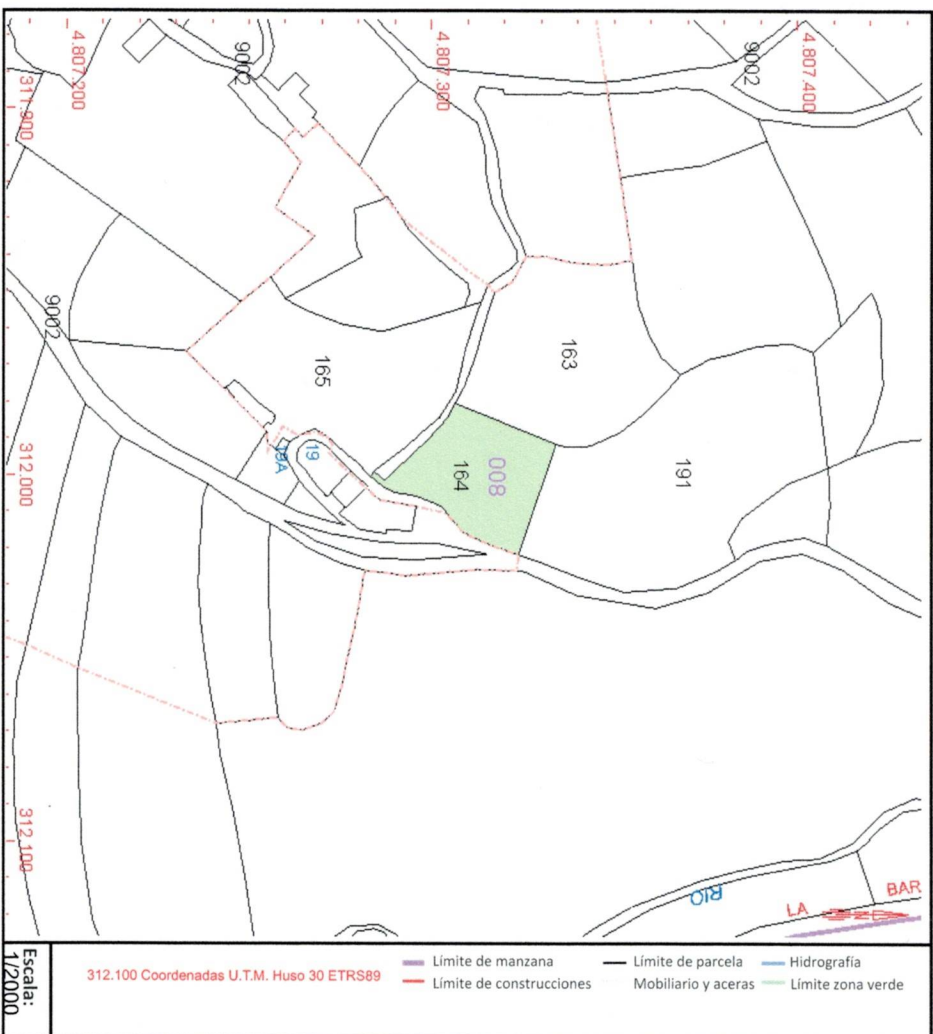 4.807.200
4.807.300
4.807.400
9002
9002
311.900
9002
165
163
312.000
19
19A
164
008
191
312.100
RIO
LA
BAR
Escala:
1/2000
312.100 Coordenadas U.T.M. Huso 30 ETRS89
Límite de manzana
Límite de parcela
Hidrografía
Límite de construcciones
Mobiliario y aceras
Límite zona verde